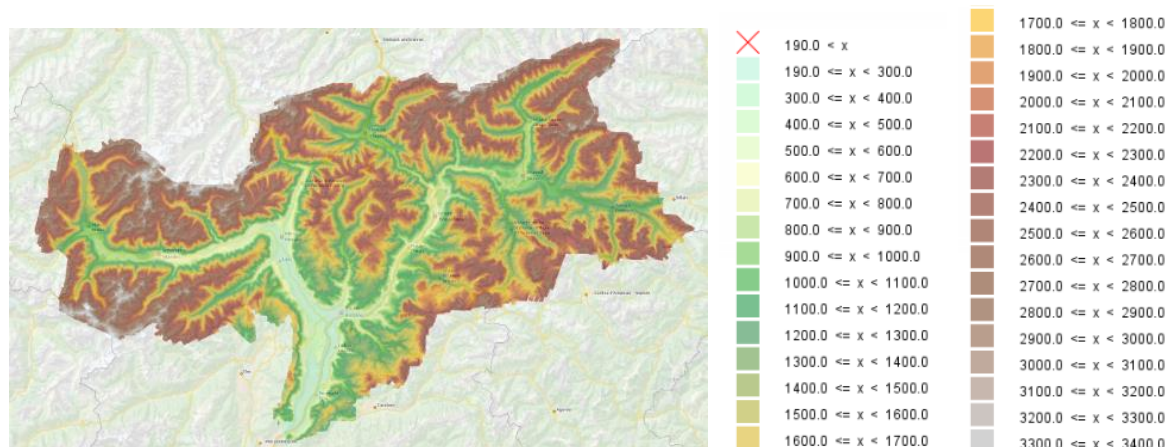 190.0 < x
190.0 <= x < 300.0
300.0 <= x < 400.0
400.0 <= x < 500.0
500.0 <= x < 600.0
600.0 <= x < 700.0
700.0 <= x < 800.0
800.0 <= x < 900.0
900.0 <= x < 1000.0
1000.0 <= x < 1100.0
1100.0 <= x < 1200.0
1200.0 <= x < 1300.0
1300.0 <= x < 1400.0
1400.0 <= x < 1500.0
1500.0 <= x < 1600.0
1600.0 <= x < 1700.0
1700.0 <= x < 1800.0
1800.0 <= x < 1900.0
1900.0 <= x < 2000.0
2000.0 <= x < 2100.0
2100.0 <= x < 2200.0
2200.0 <= x < 2300.0
2300.0 <= x < 2400.0
2400.0 <= x < 2500.0
2500.0 <= x < 2600.0
2600.0 <= x < 2700.0
2700.0 <= x < 2800.0
2800.0 <= x < 2900.0
2900.0 <= x < 3000.0
3000.0 <= x < 3100.0
3100.0 <= x < 3200.0
3200.0 <= x < 3300.0
3300.0 <= x < 3400.0